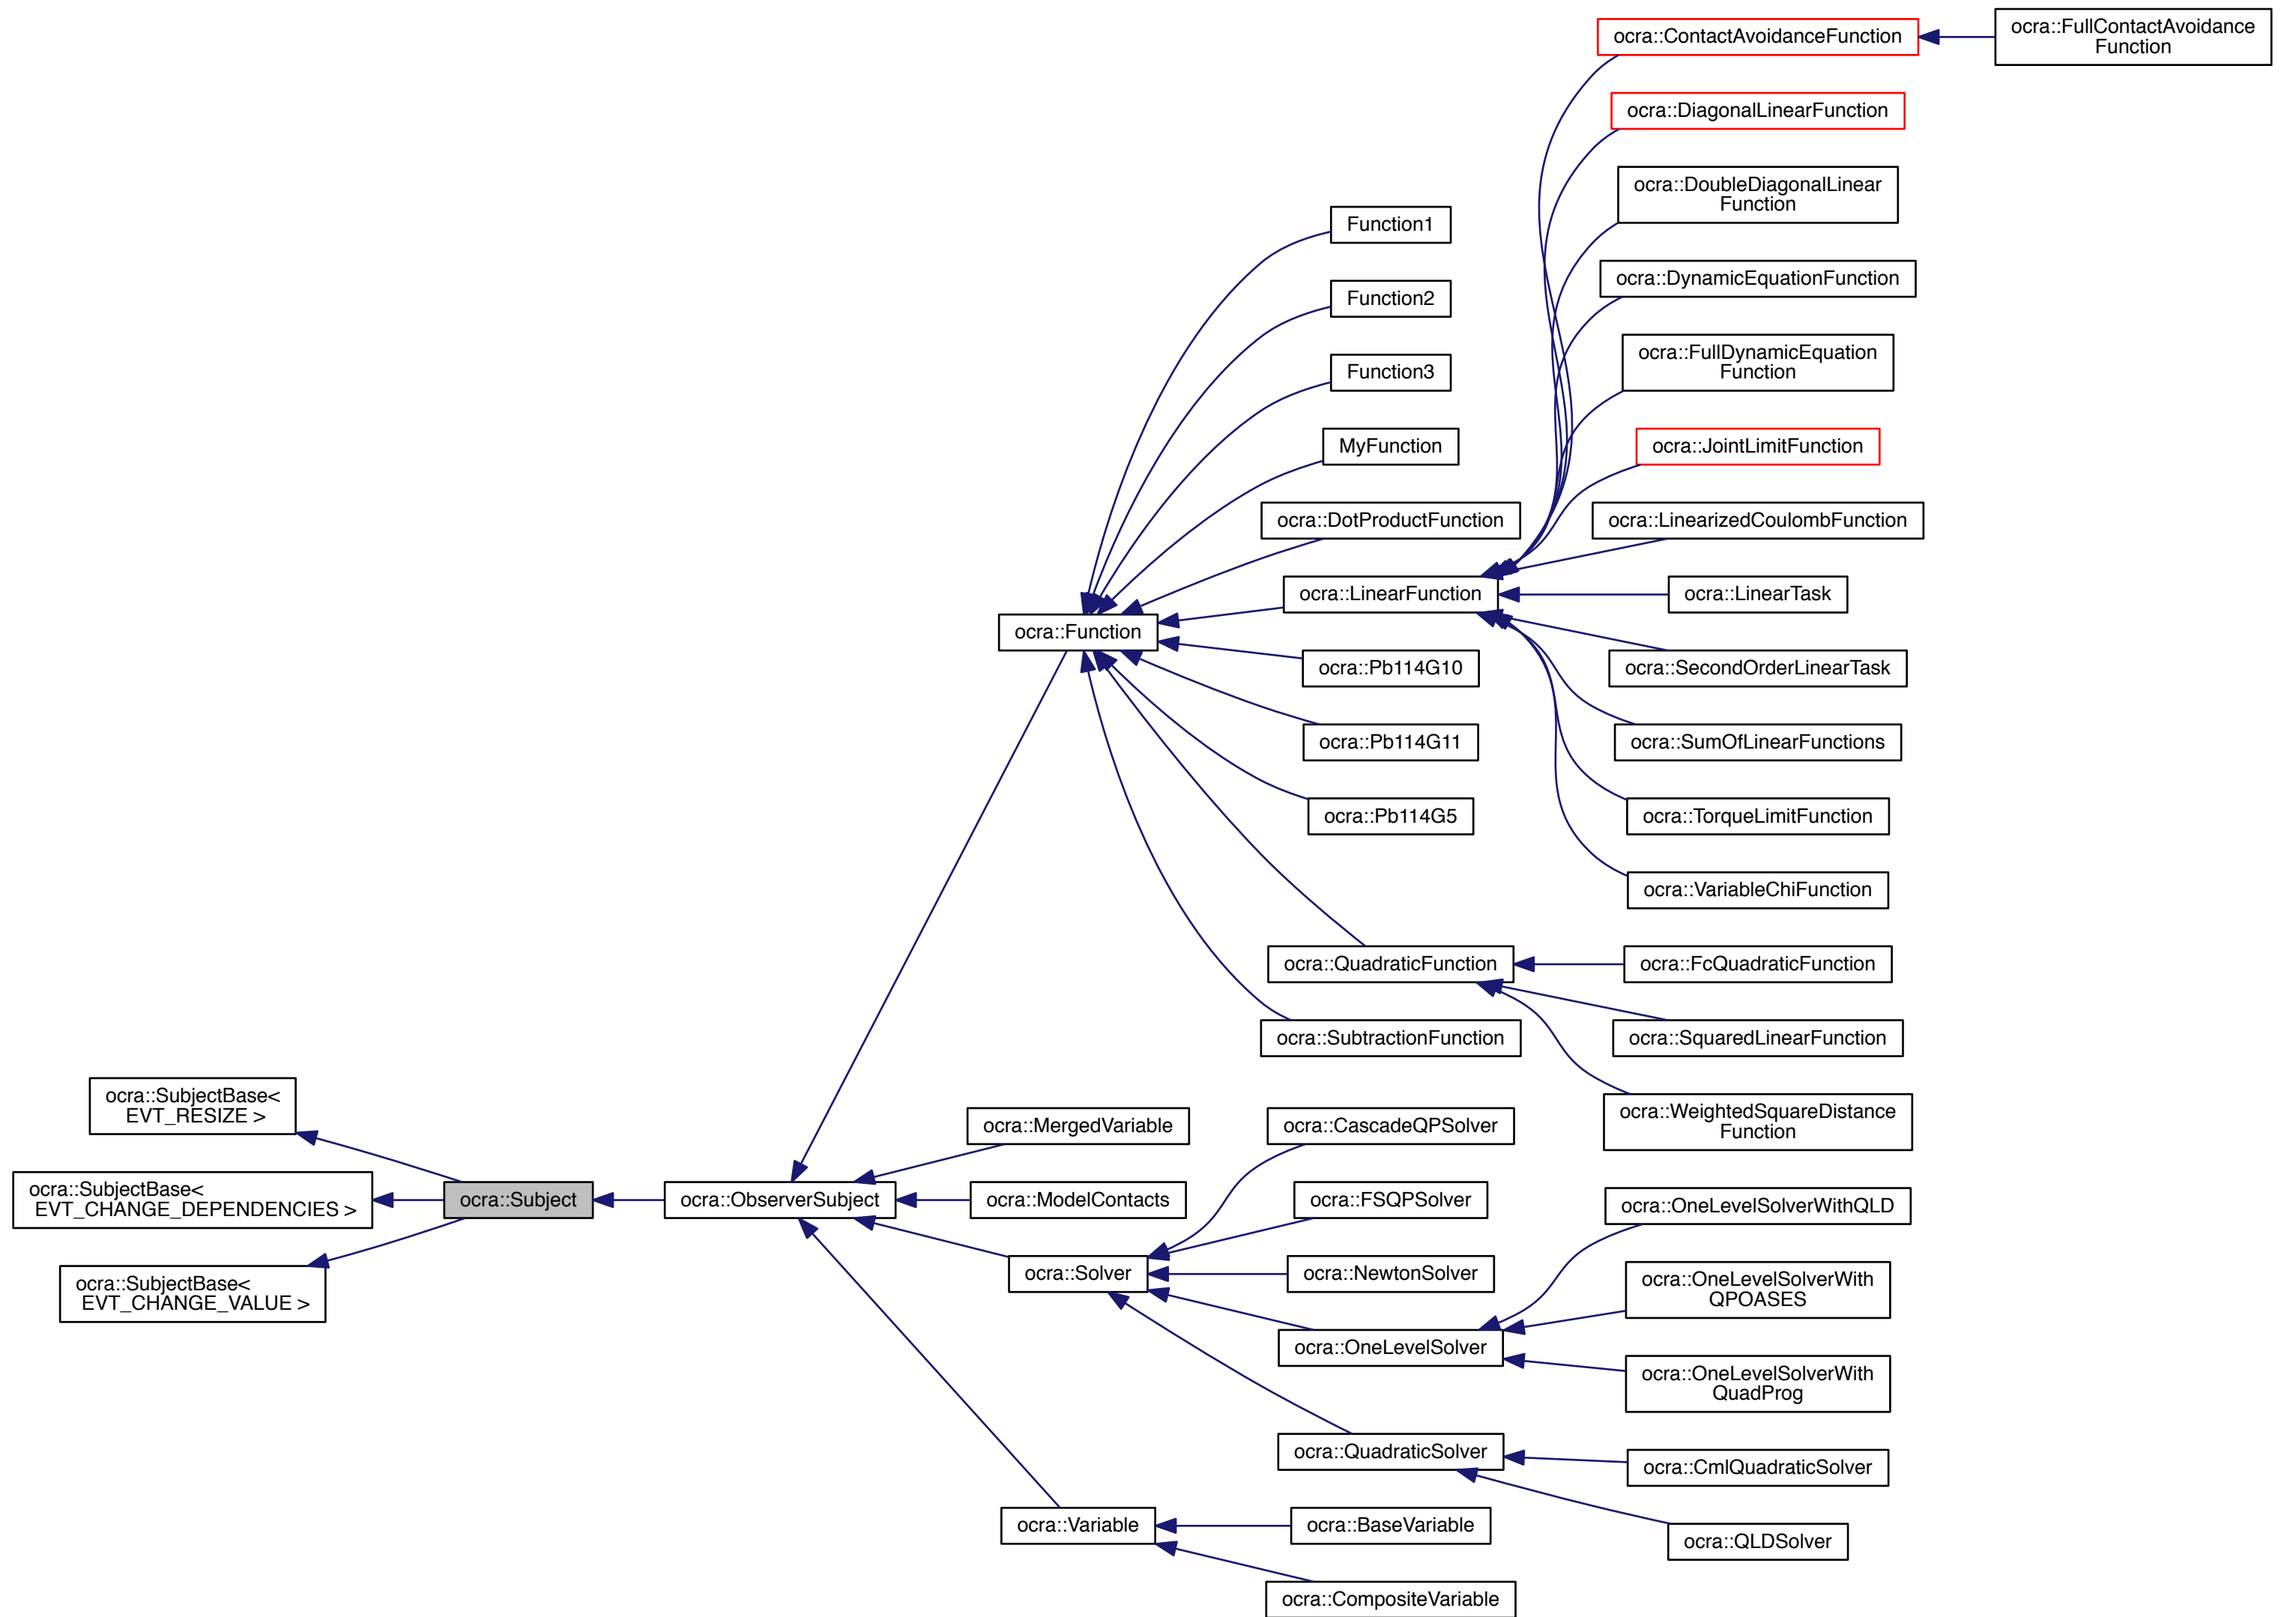 ocra::SubjectBase<
EVT_RESIZE >
ocra::SubjectBase<
EVT_CHANGE_DEPENDENCIES >
ocra::SubjectBase<
EVT_CHANGE_VALUE >
ocra::Subject
ocra::ObserverSubject
ocra::Function
ocra::MergedVariable
ocra::ModelContacts
ocra::Solver
ocra::Variable
Function1
Function2
Function3
MyFunction
ocra::DotProductFunction
ocra::LinearFunction
ocra::Pb114G10
ocra::Pb114G11
ocra::Pb114G5
ocra::QuadraticFunction
ocra::SubtractionFunction
ocra::CascadeQPSolver
ocra::FSQPSolver
ocra::NewtonSolver
ocra::OneLevelSolver
ocra::QuadraticSolver
ocra::BaseVariable
ocra::CompositeVariable
ocra::ContactAvoidanceFunction
ocra::DiagonalLinearFunction
ocra::DoubleDiagonalLinear
Function
ocra::DynamicEquationFunction
ocra::FullDynamicEquation
Function
ocra::JointLimitFunction
ocra::LinearizedCoulombFunction
ocra::LinearTask
ocra::SecondOrderLinearTask
ocra::SumOfLinearFunctions
ocra::TorqueLimitFunction
ocra::VariableChiFunction
ocra::FcQuadraticFunction
ocra::SquaredLinearFunction
ocra::WeightedSquareDistance
Function
ocra::OneLevelSolverWithQLD
ocra::OneLevelSolverWith
QPOASES
ocra::OneLevelSolverWith
QuadProg
ocra::CmlQuadraticSolver
ocra::QLDSolver
ocra::FullContactAvoidance
Function